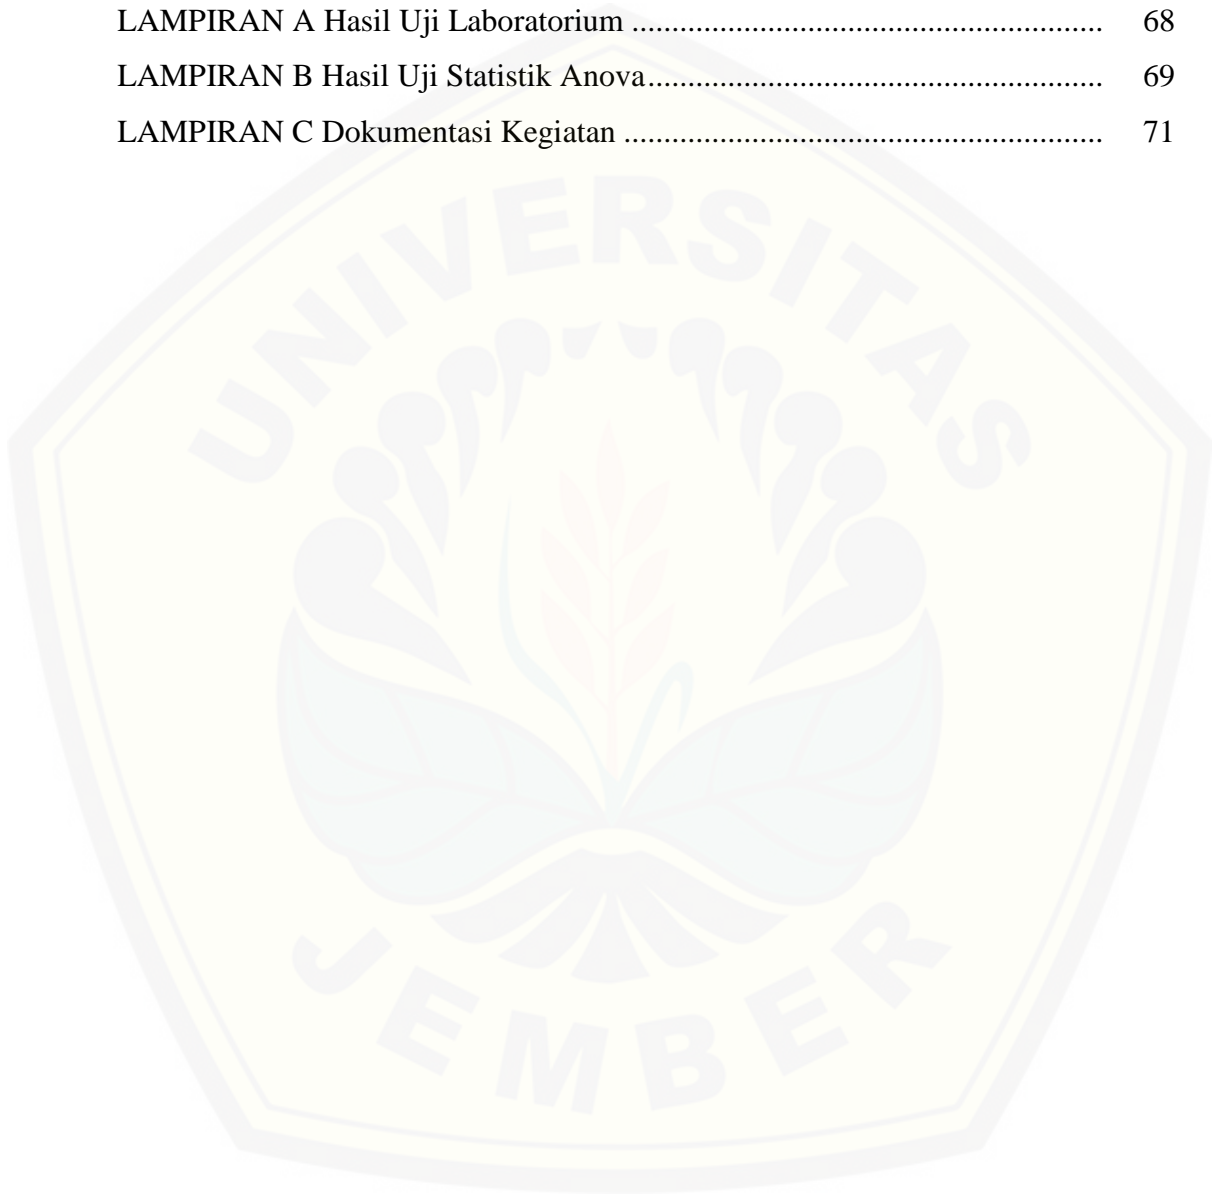 LAMPIRAN A Hasil Uji Laboratorium ........................................................... 68
LAMPIRAN B Hasil Uji Statistik Anova......................................................... 69
LAMPIRAN C Dokumentasi Kegiatan ............................................................ 71
UNIVERSITAS
JEMBER